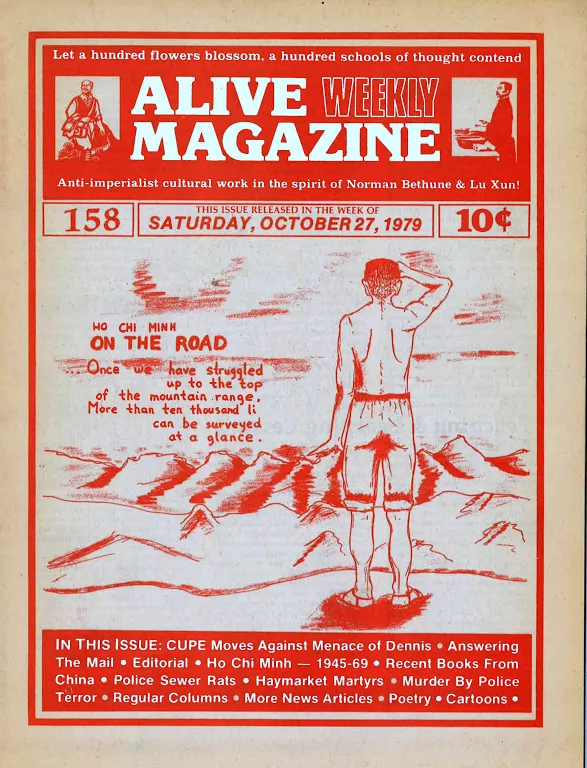 Let a hundred flowers blossom, a hundred schools of thought contend
ALIVE WEEKLY
MAGAZINE
Anti-imperialist cultural work in the spirit of Norman Bethune & Lu Xun!
158
THIS ISSUE RELEASED IN THE WEEK OF
SATURDAY, OCTOBER 27, 1979
10¢
HO CHI MINH
ON THE ROAD
...Once we have struggled
up to the top
of the mountain range,
More than ten thousand li
can be surveyed
at a glance.
IN THIS ISSUE: CUPE Moves Against Menace of Dennis • Answering
The Mail • Editorial • Ho Chi Minh — 1945-69 • Recent Books From
China • Police Sewer Rats • Haymarket Martyrs • Murder By Police
Terror • Regular Columns • More News Articles • Poetry • Cartoons •